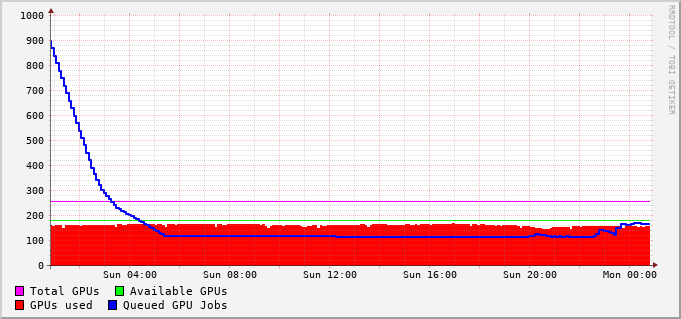 1000
900
800
700
600
500
400
300
200
100
0
Sun 04:00 Sun 08:00 Sun 12:00 Sun 16:00 Sun 20:00 Mon 00:00
Total GPUs Available GPUs
GPUs used Queued GPU Jobs
RRDTOOL / TOBI OETIKER